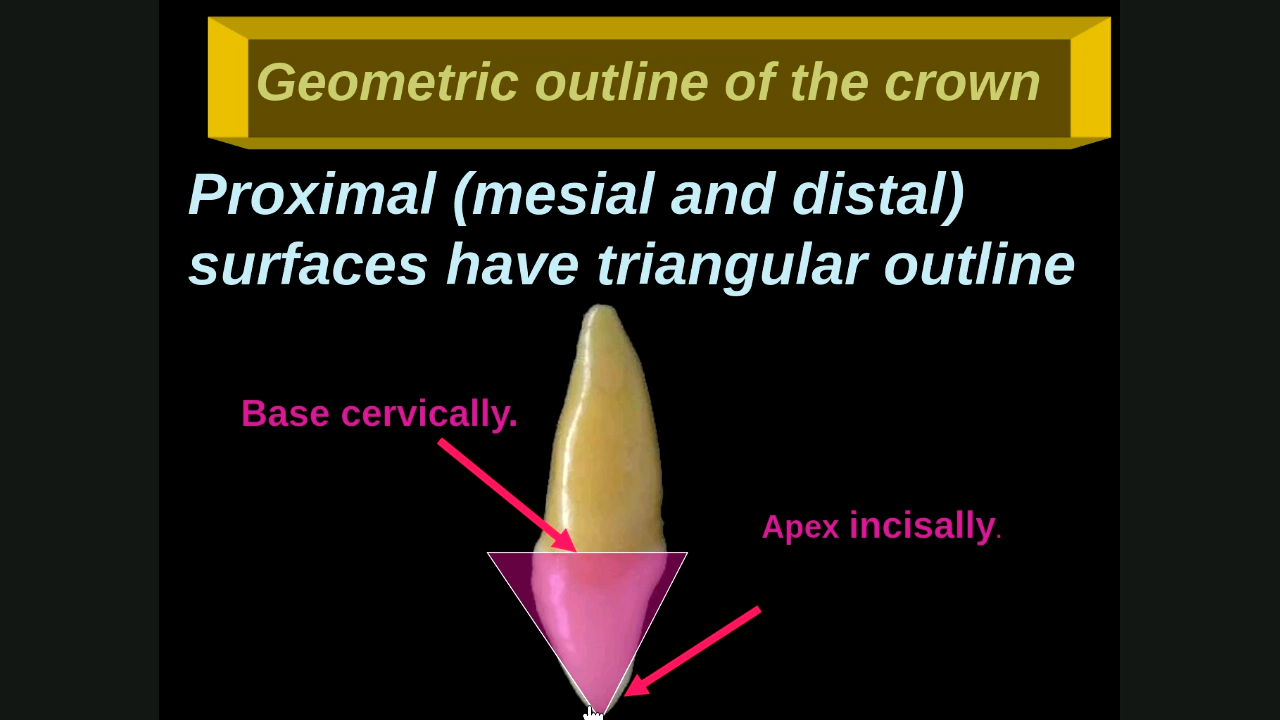 Geometric outline of the crown
Proximal (mesial and distal)
surfaces have triangular outline
Base cervically.
Apex incisally.